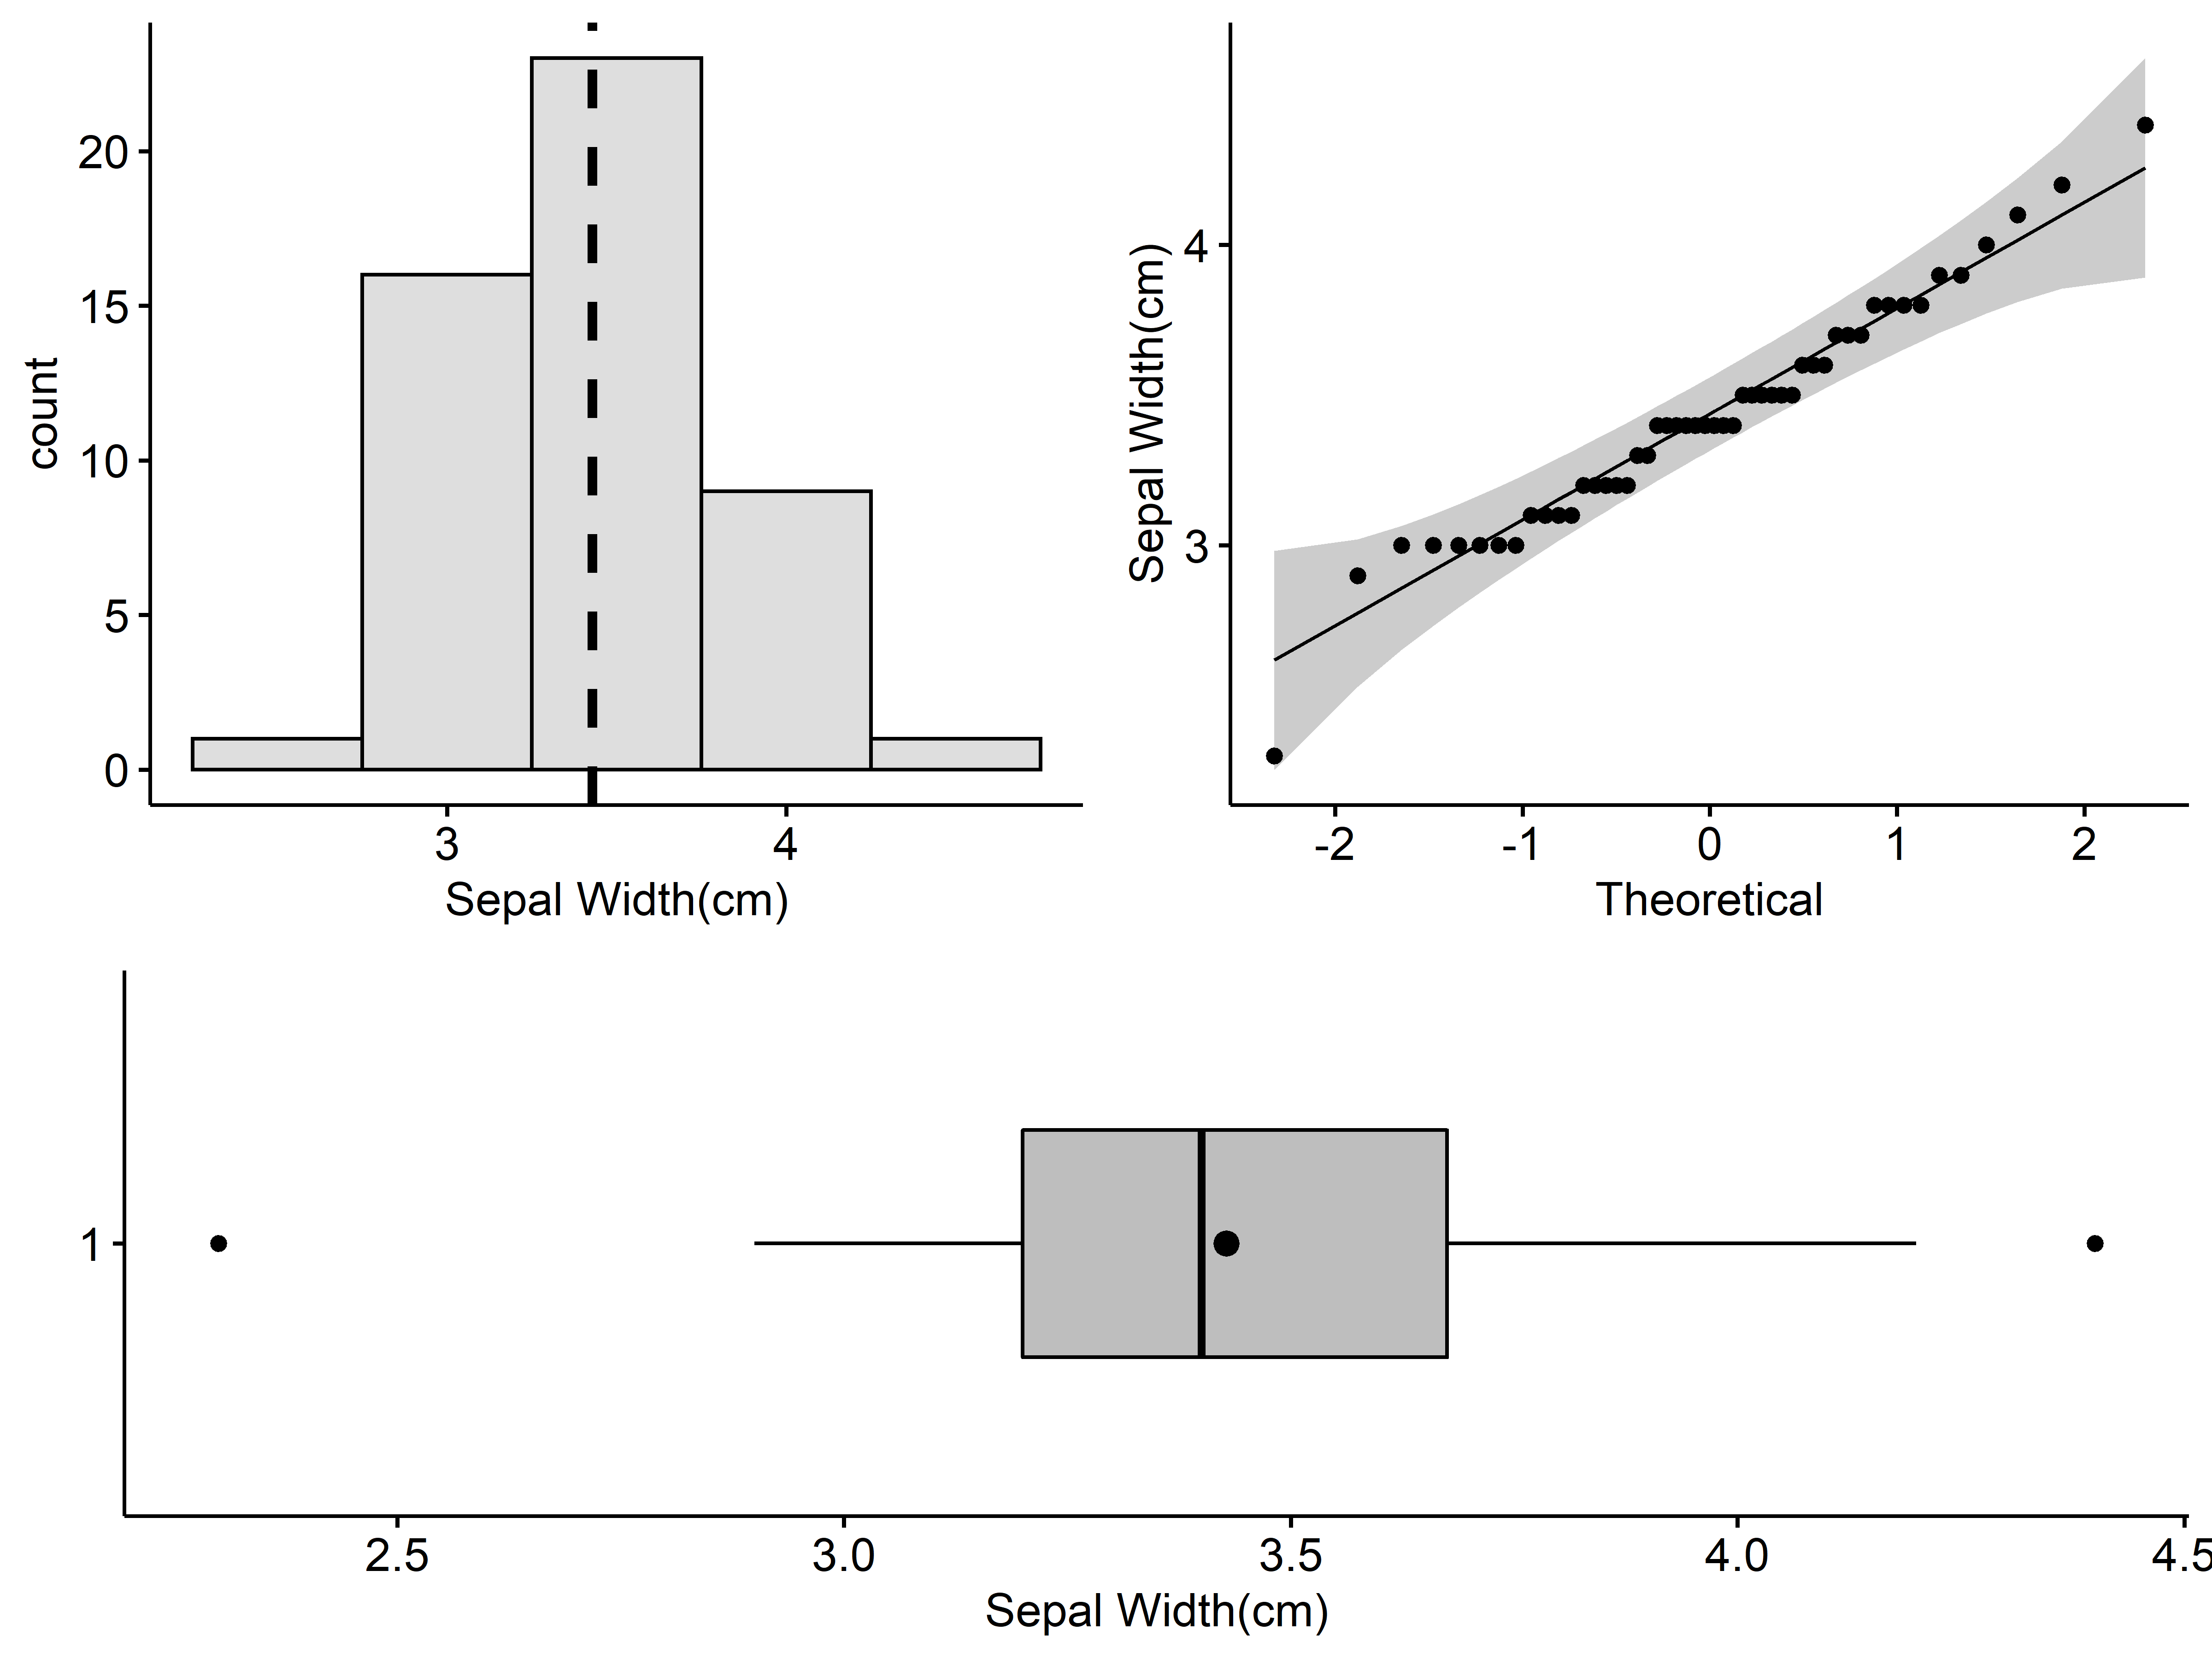 count
20
15
10
5
0
3 4
Sepal Width(cm)
Sepal Width(cm)
4
3
-2 -1 0 1 2
Theoretical
1
2.5 3.0 3.5 4.0 4.5
Sepal Width(cm)